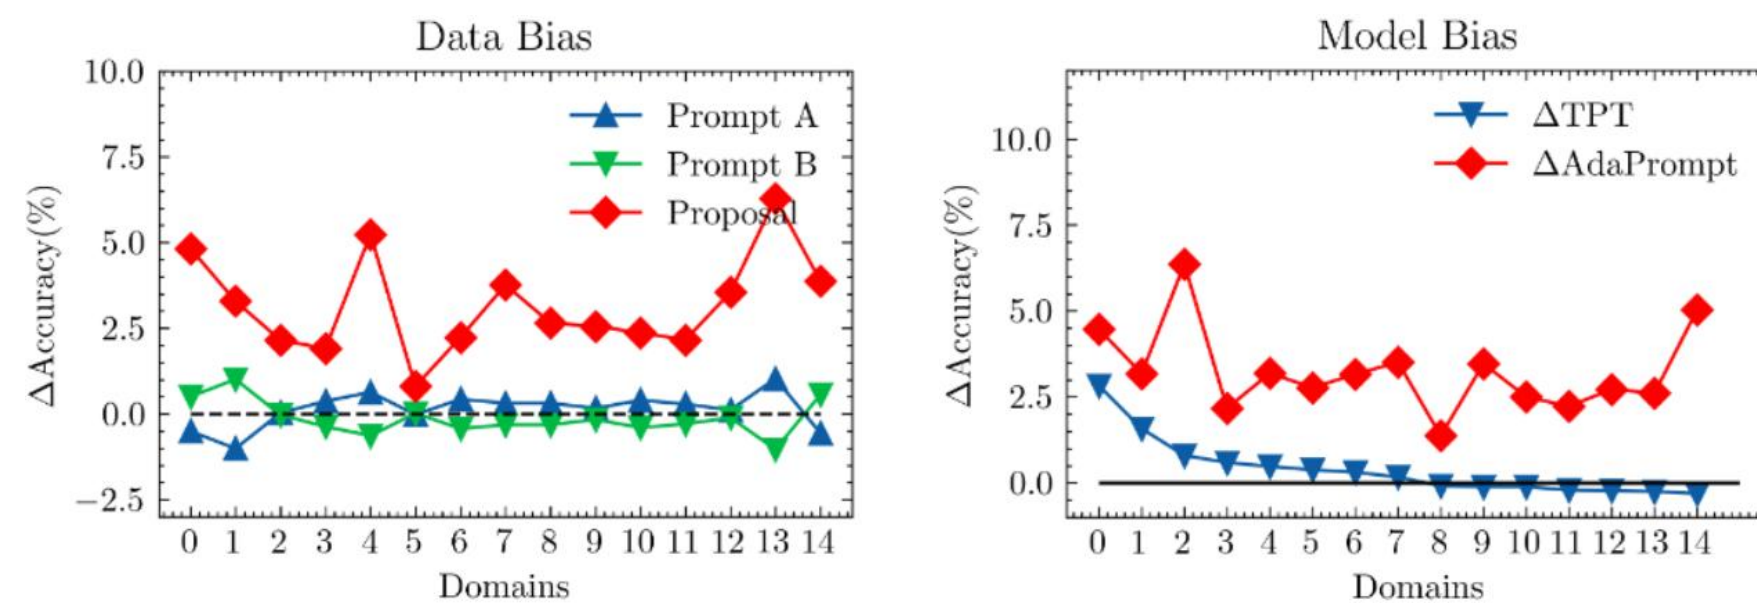 Data Bias
ΔAccuracy(%)
10.0
7.5
5.0
2.5
0.0
−2.5
Prompt A
Prompt B
Proposal
0 1 2 3 4 5 6 7 8 9 10 11 12 13 14
Domains
Model Bias
ΔAccuracy(%)
10.0
7.5
5.0
2.5
0.0
ΔTPT
ΔAdaPrompt
0 1 2 3 4 5 6 7 8 9 10 11 12 13 14
Domains